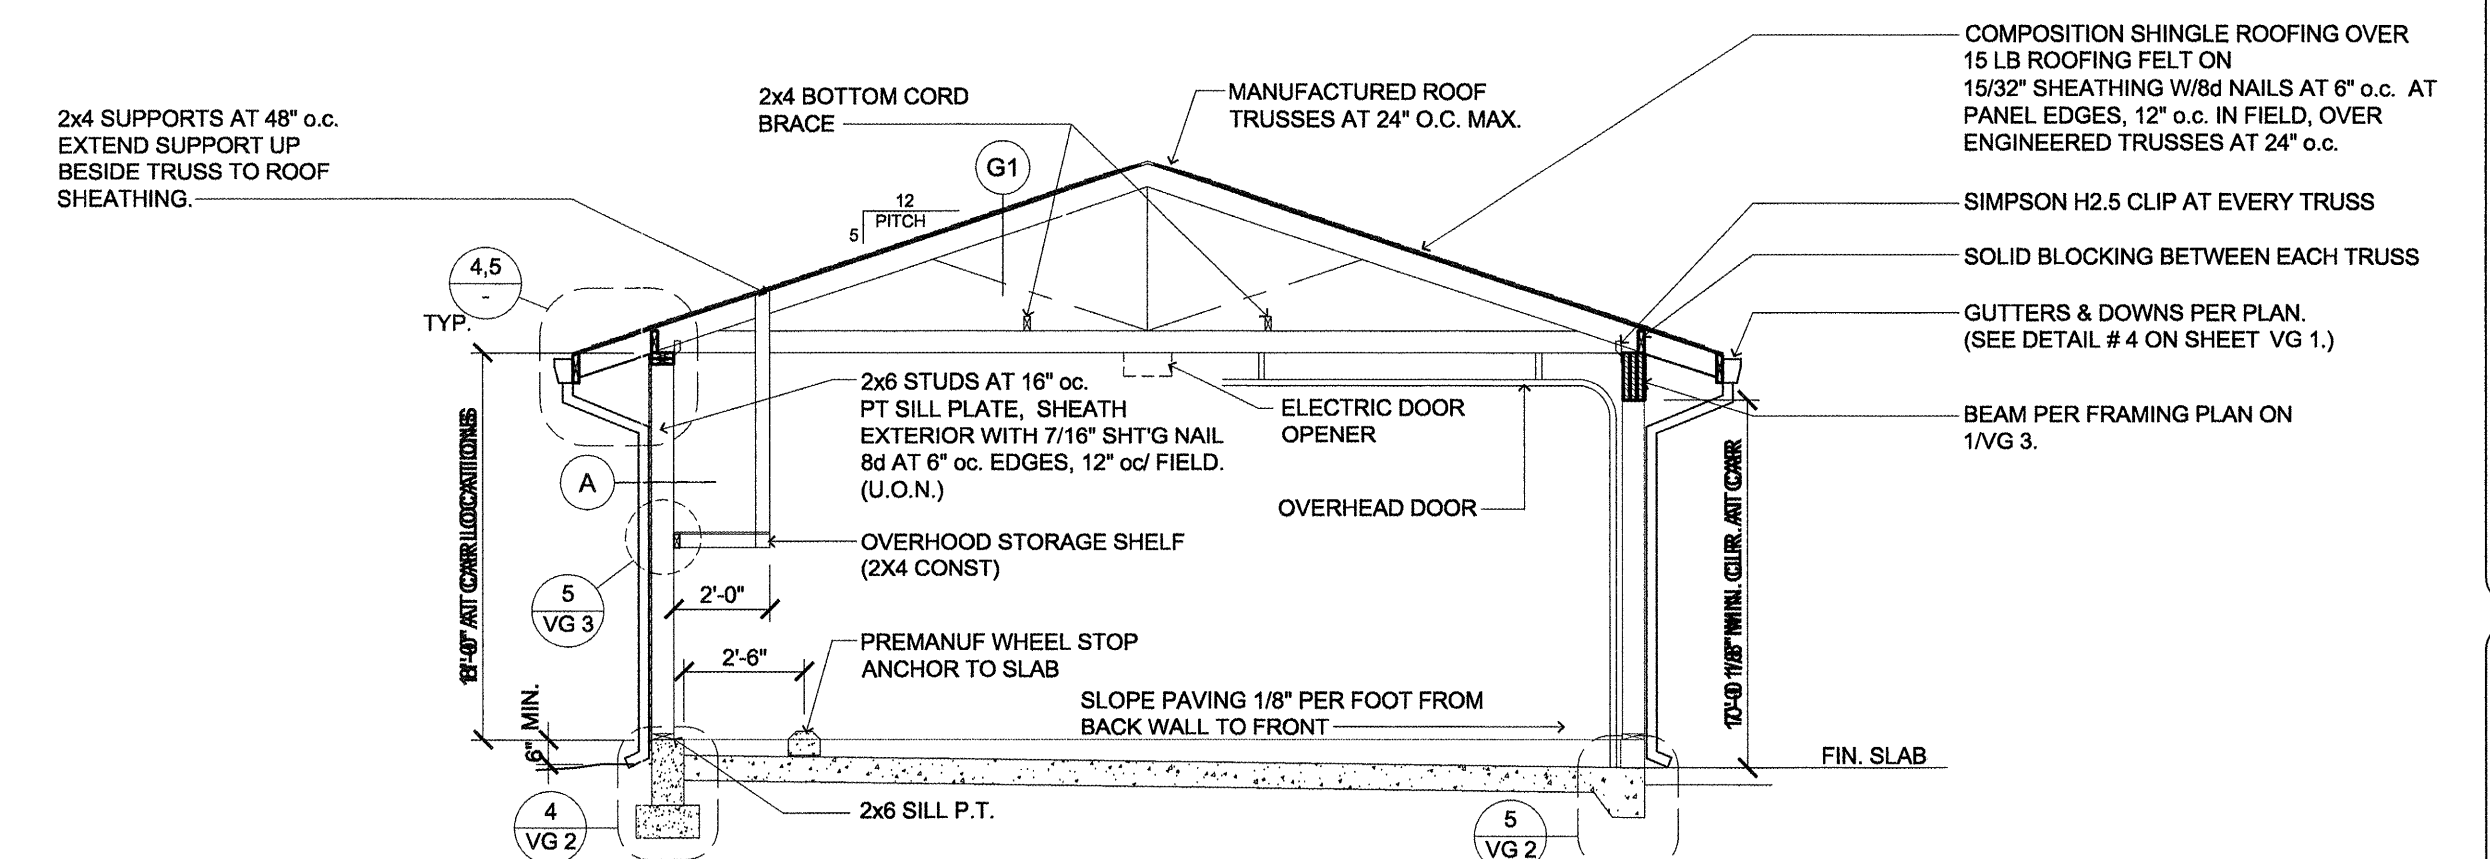 COMPOSITION SHINGLE ROOFING OVER
15 LB ROOFING FELT ON
15/32" SHEATHING W/8d NAILS AT 6" o.c. AT
PANEL EDGES, 12" o.c. IN FIELD, OVER
ENGINEERED TRUSSES AT 24" o.c.
2x4 BOTTOM CORD
BRACE
MANUFACTURED ROOF
TRUSSES AT 24" O.C. MAX.
2x4 SUPPORTS AT 48" o.c.
EXTEND SUPPORT UP
BESIDE TRUSS TO ROOF
SHEATHING.
G1
12
PITCH
5
SIMPSON H2.5 CLIP AT EVERY TRUSS
SOLID BLOCKING BETWEEN EACH TRUSS
4,5
-
TYP.
GUTTERS & DOWNS PER PLAN.
(SEE DETAIL # 4 ON SHEET VG 1.)
2x6 STUDS AT 16" oc.
PT SILL PLATE, SHEATH
EXTERIOR WITH 7/16" SHT'G NAIL
8d AT 6" oc. EDGES, 12" oc/ FIELD.
(U.O.N.)
ELECTRIC DOOR
OPENER
BEAM PER FRAMING PLAN ON
1/VG 3.
A
OVERHEAD DOOR
AT CAR LOCATIONS
MIN. CLR. AT CAR
OVERHOOD STORAGE SHELF
(2X4 CONST)
5
VG 3
2'-0"
PREMANUF WHEEL STOP
ANCHOR TO SLAB
2'-6"
6" MIN.
SLOPE PAVING 1/8" PER FOOT FROM
BACK WALL TO FRONT
FIN. SLAB
2x6 SILL P.T.
4
VG 2
5
VG 2